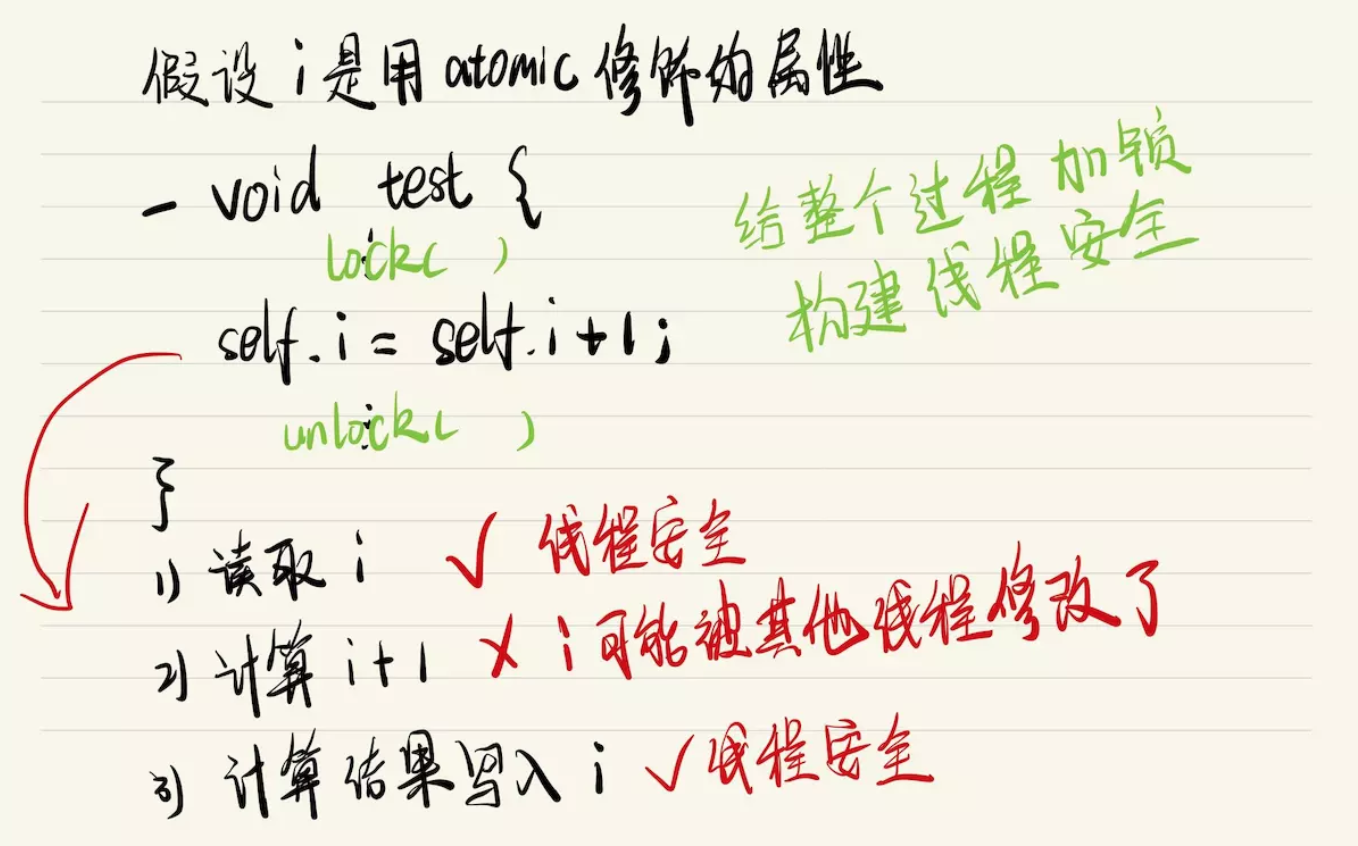 假设 i 是用 atomic 修饰的属性
- void test {
lock( )
给整个过程加锁
构建线程安全
self.i = self.i+1;
unlock( )
}
1) 读取 i ✓ 线程安全
2) 计算 i+1 × i 可能被其他线程修改了
3) 计算结果写入 i ✓ 线程安全